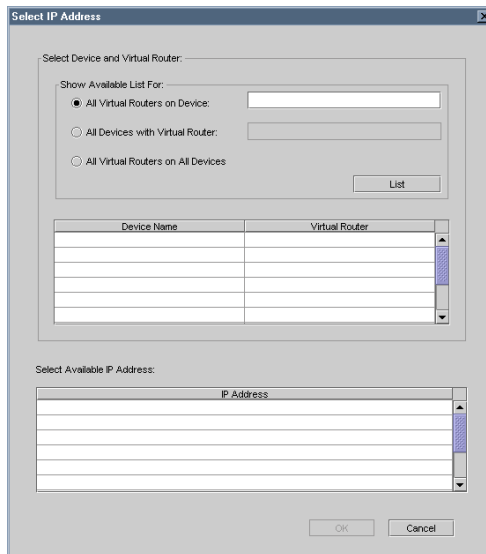 Select IP Address
Select Device and Virtual Router:
Show Available List For:
All Virtual Routers on Device:
All Devices with Virtual Router:
All Virtual Routers on All Devices
List
Device Name Virtual Router
Select Available IP Address:
IP Address
OK Cancel